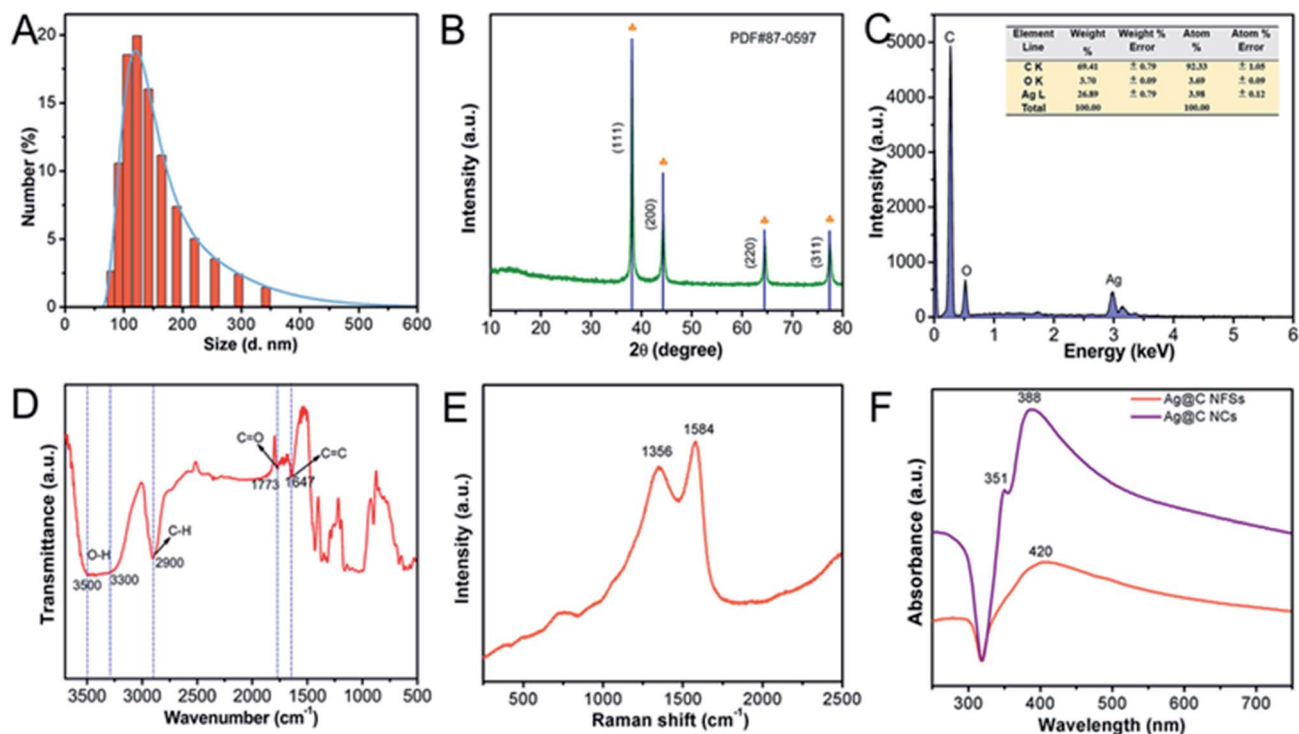 A
20
15
10
5
0
Number (%)
0 100 200 300 400 500 600
Size (d. nm)
B
PDF#87-0597
(111)
(200)
(220)
(311)
Intensity (a.u.)
10 20 30 40 50 60 70 80
2θ (degree)
C
5000
4000
3000
2000
1000
0
Intensity (a.u.)
C
O
Ag
Element Line Weight % Weight % Error Atom % Atom % Error
C K 69.41 ± 0.79 92.33 ± 1.05
O K 3.70 ± 0.09 3.69 ± 0.09
Ag L 26.89 ± 0.79 3.98 ± 0.12
Total 100.00 100.00
0 1 2 3 4 5 6
Energy (keV)
D
Transmittance (a.u.)
C=O
C=C
1773 1647
C-H
O-H
2900
3500 3300
3500 3000 2500 2000 1500 1000 500
Wavenumber (cm⁻¹)
E
1356
1584
Intensity (a.u.)
500 1000 1500 2000 2500
Raman shift (cm⁻¹)
F
Ag@C NFSs
Ag@C NCs
388
351
420
Absorbance (a.u.)
300 400 500 600 700
Wavelength (nm)